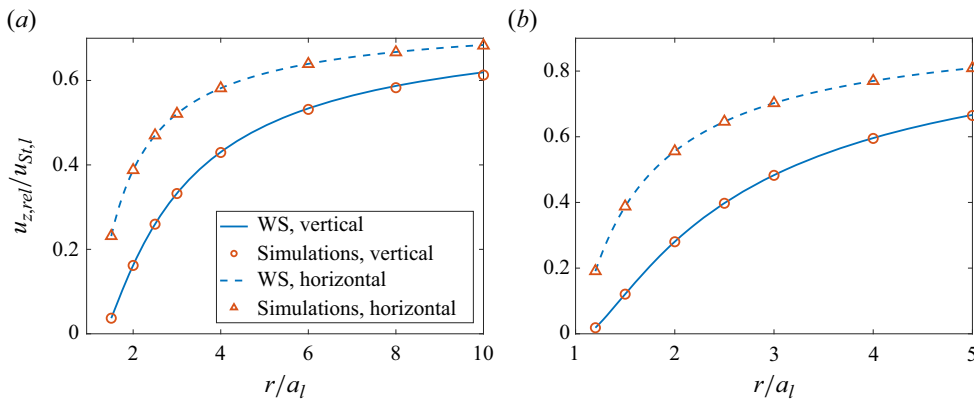 (a)
(b)
u_{z,rel}/u_{St,l}
0.6
0.4
0.2
0
WS, vertical
Simulations, vertical
WS, horizontal
Simulations, horizontal
2 4 6 8 10
r/a_l
0.8
0.6
0.4
0.2
0
1 2 3 4 5
r/a_l